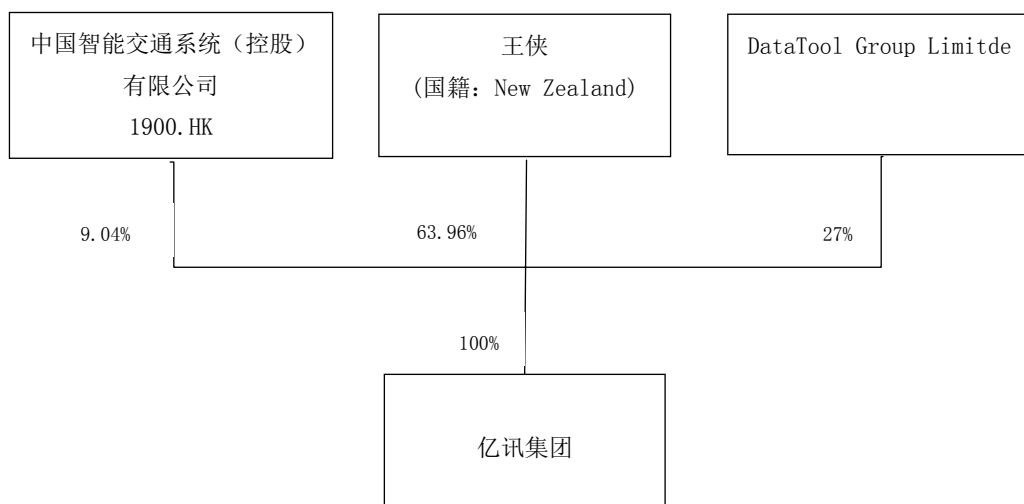 中国智能交通系统（控股）
有限公司
1900.HK
王侠
(国籍：New Zealand)
DataTool Group Limitde
9.04%
63.96%
27%
100%
亿讯集团